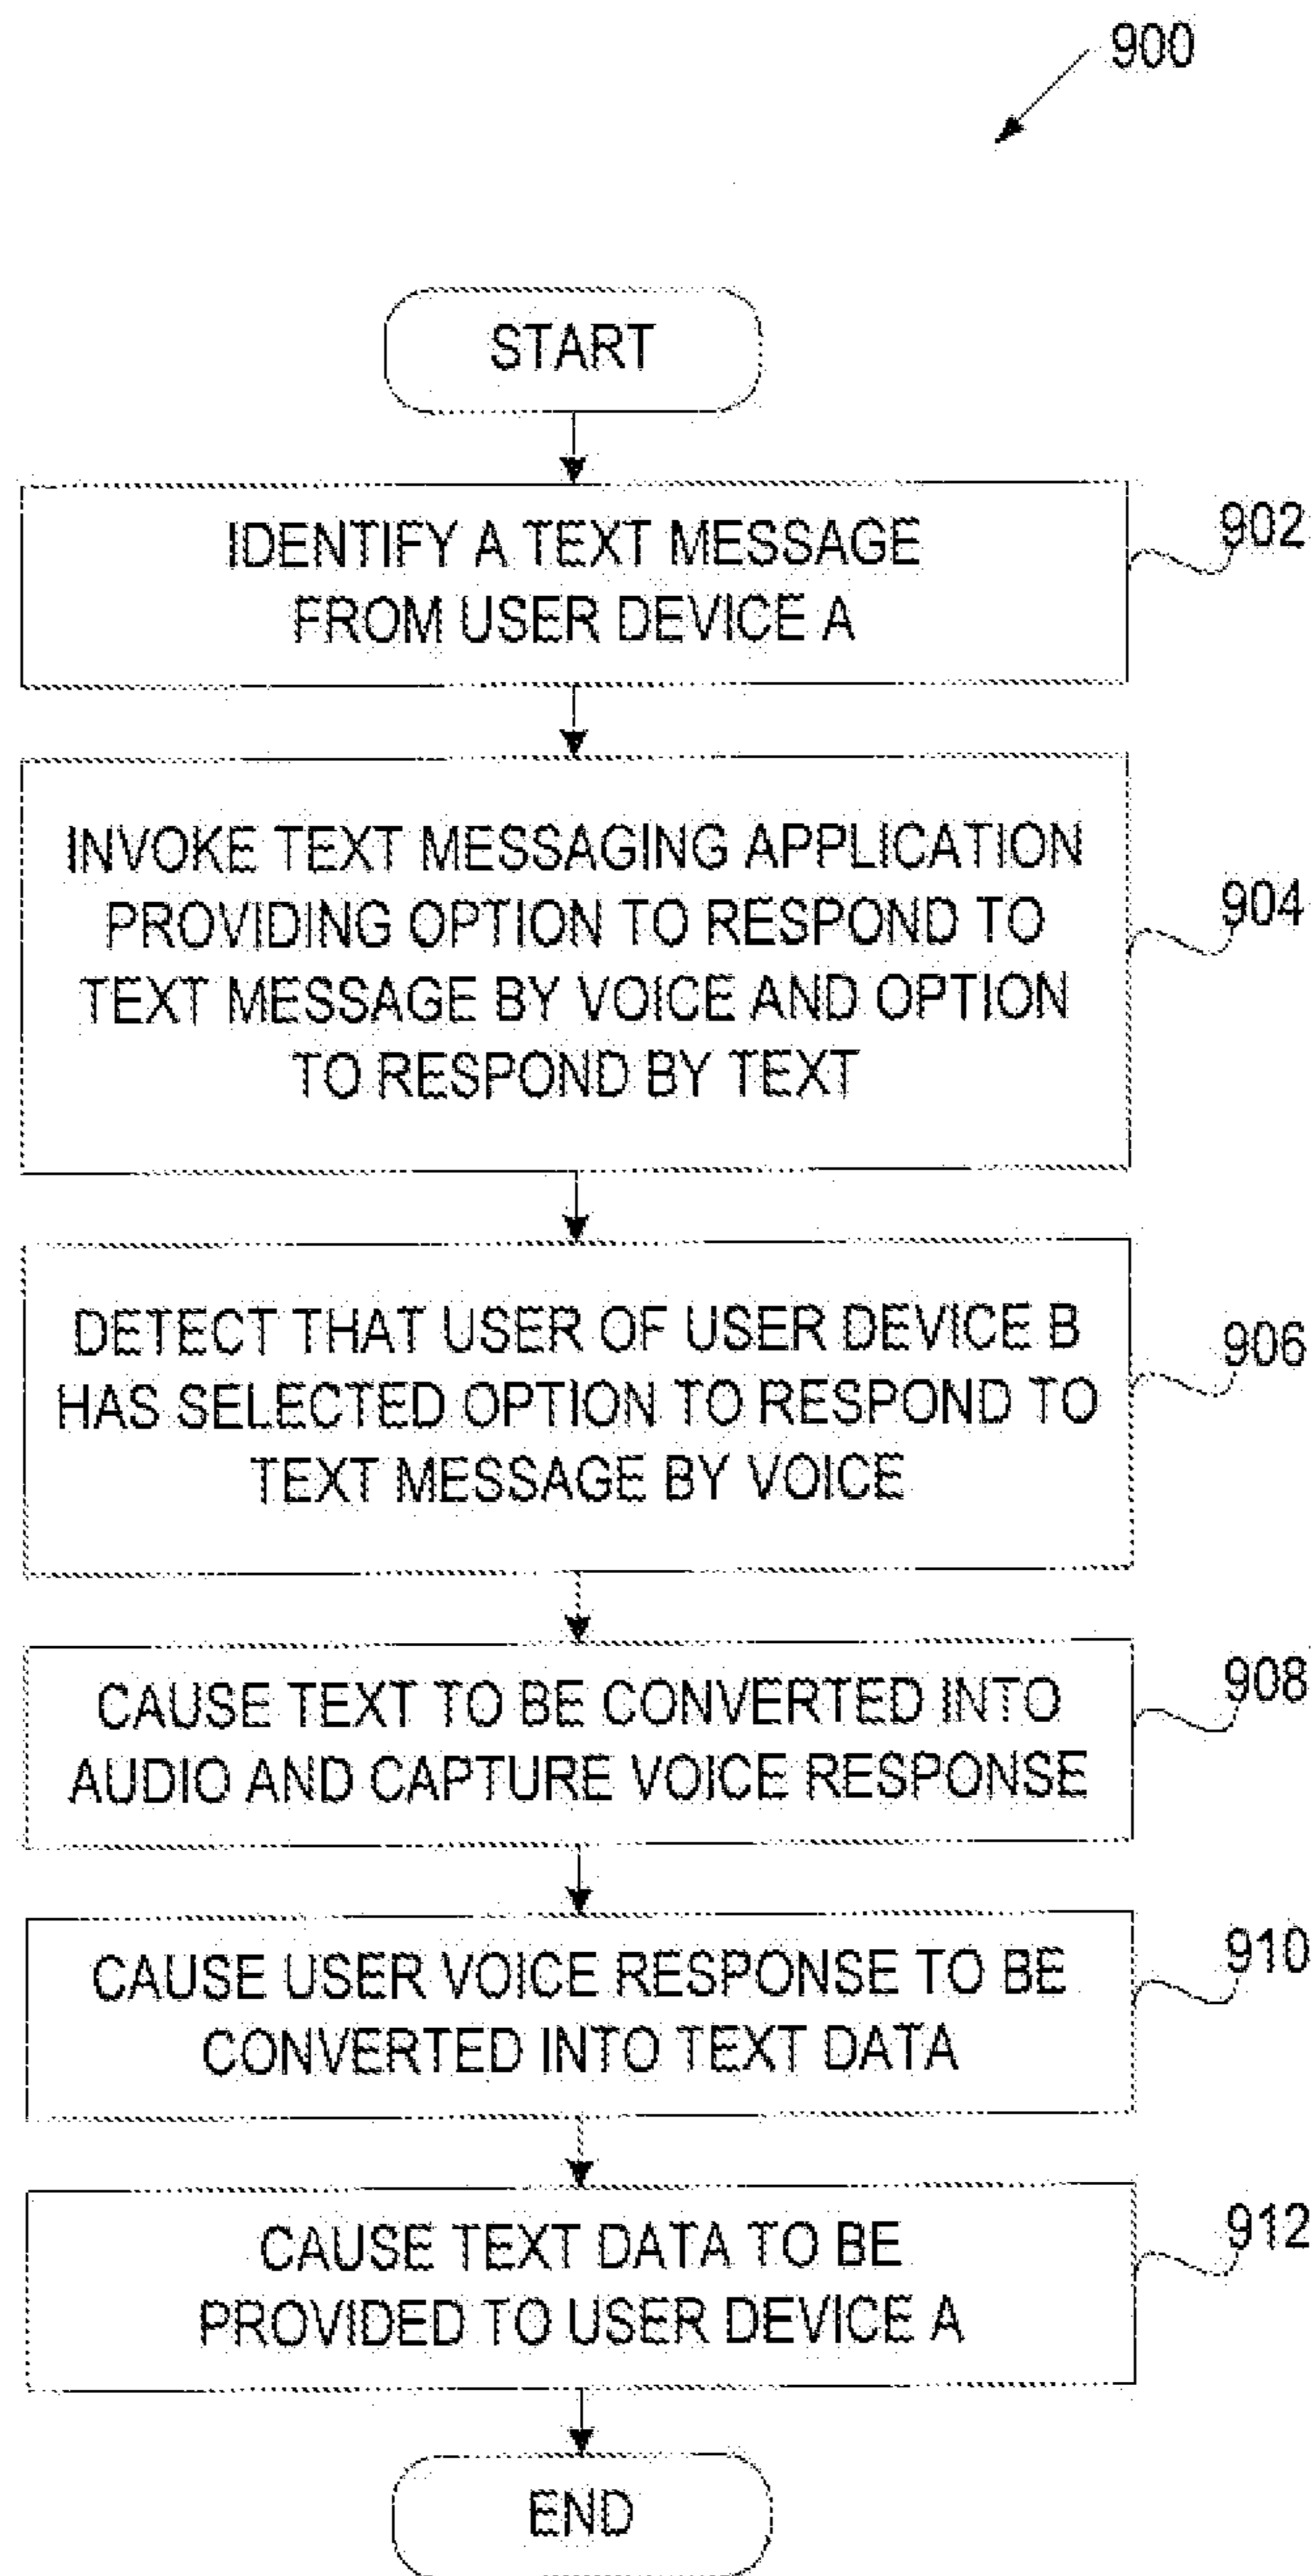 900
START
IDENTIFY A TEXT MESSAGE
FROM USER DEVICE A
902
INVOKE TEXT MESSAGING APPLICATION
PROVIDING OPTION TO RESPOND TO
TEXT MESSAGE BY VOICE AND OPTION
TO RESPOND BY TEXT
904
DETECT THAT USER OF USER DEVICE B
HAS SELECTED OPTION TO RESPOND TO
TEXT MESSAGE BY VOICE
906
CAUSE TEXT TO BE CONVERTED INTO
AUDIO AND CAPTURE VOICE RESPONSE
908
CAUSE USER VOICE RESPONSE TO BE
CONVERTED INTO TEXT DATA
910
CAUSE TEXT DATA TO BE
PROVIDED TO USER DEVICE A
912
END